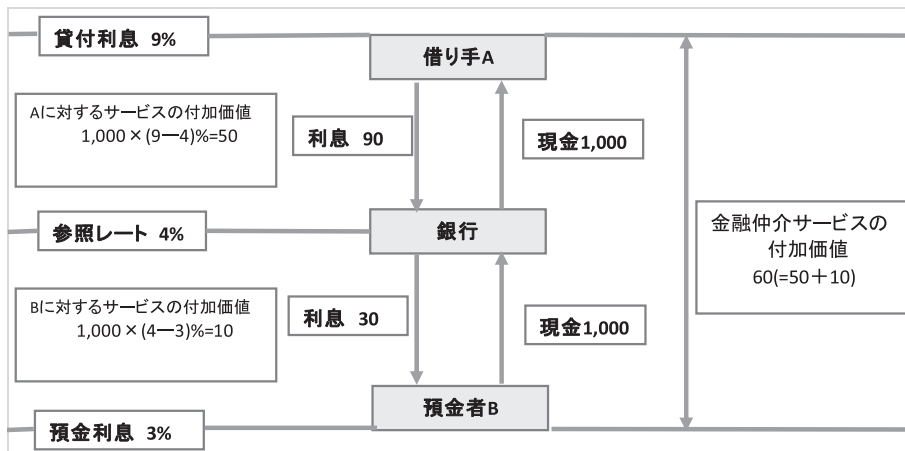 貸付利息 9%
借り手A
Aに対するサービスの付加価値
1,000×(9―4)%=50
利息 90
現金1,000
参照レート 4%
銀行
金融仲介サービスの
付加価値
60(=50+10)
Bに対するサービスの付加価値
1,000×(4―3)%=10
利息 30
現金1,000
預金者B
預金利息 3%